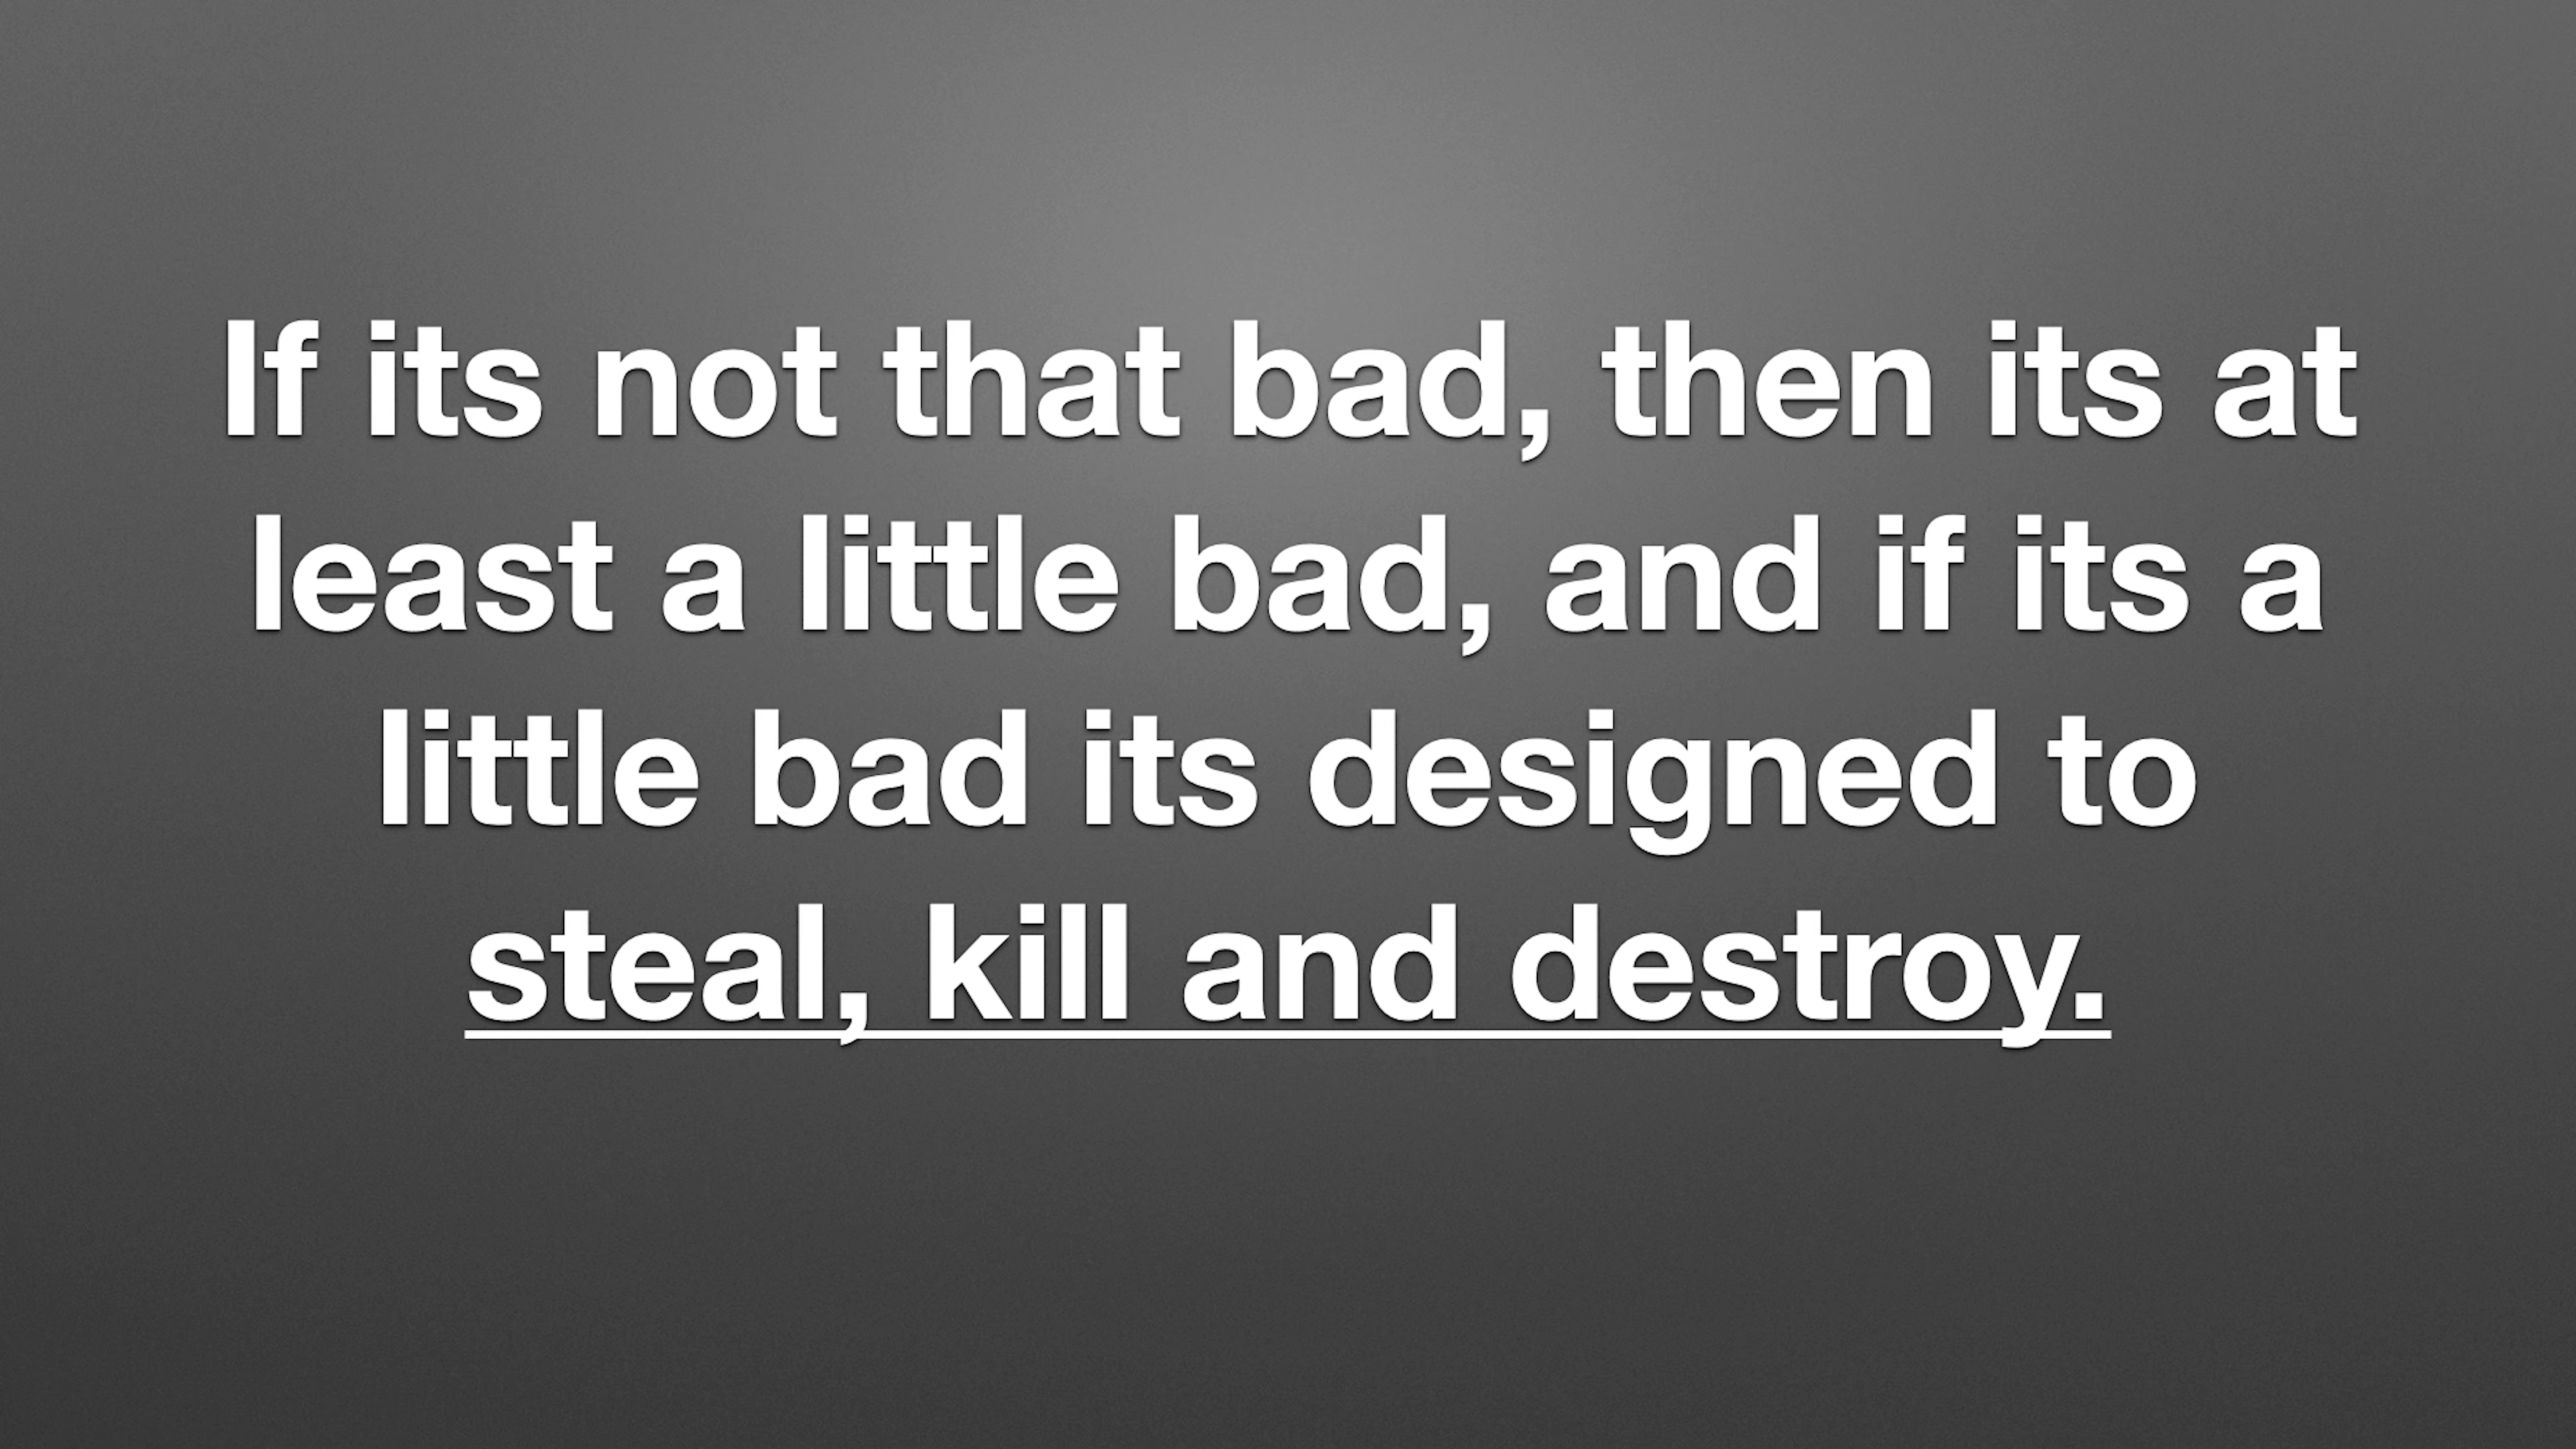 If its not that bad, then its at
least a little bad, and if its a
little bad its designed to
steal, kill and destroy.